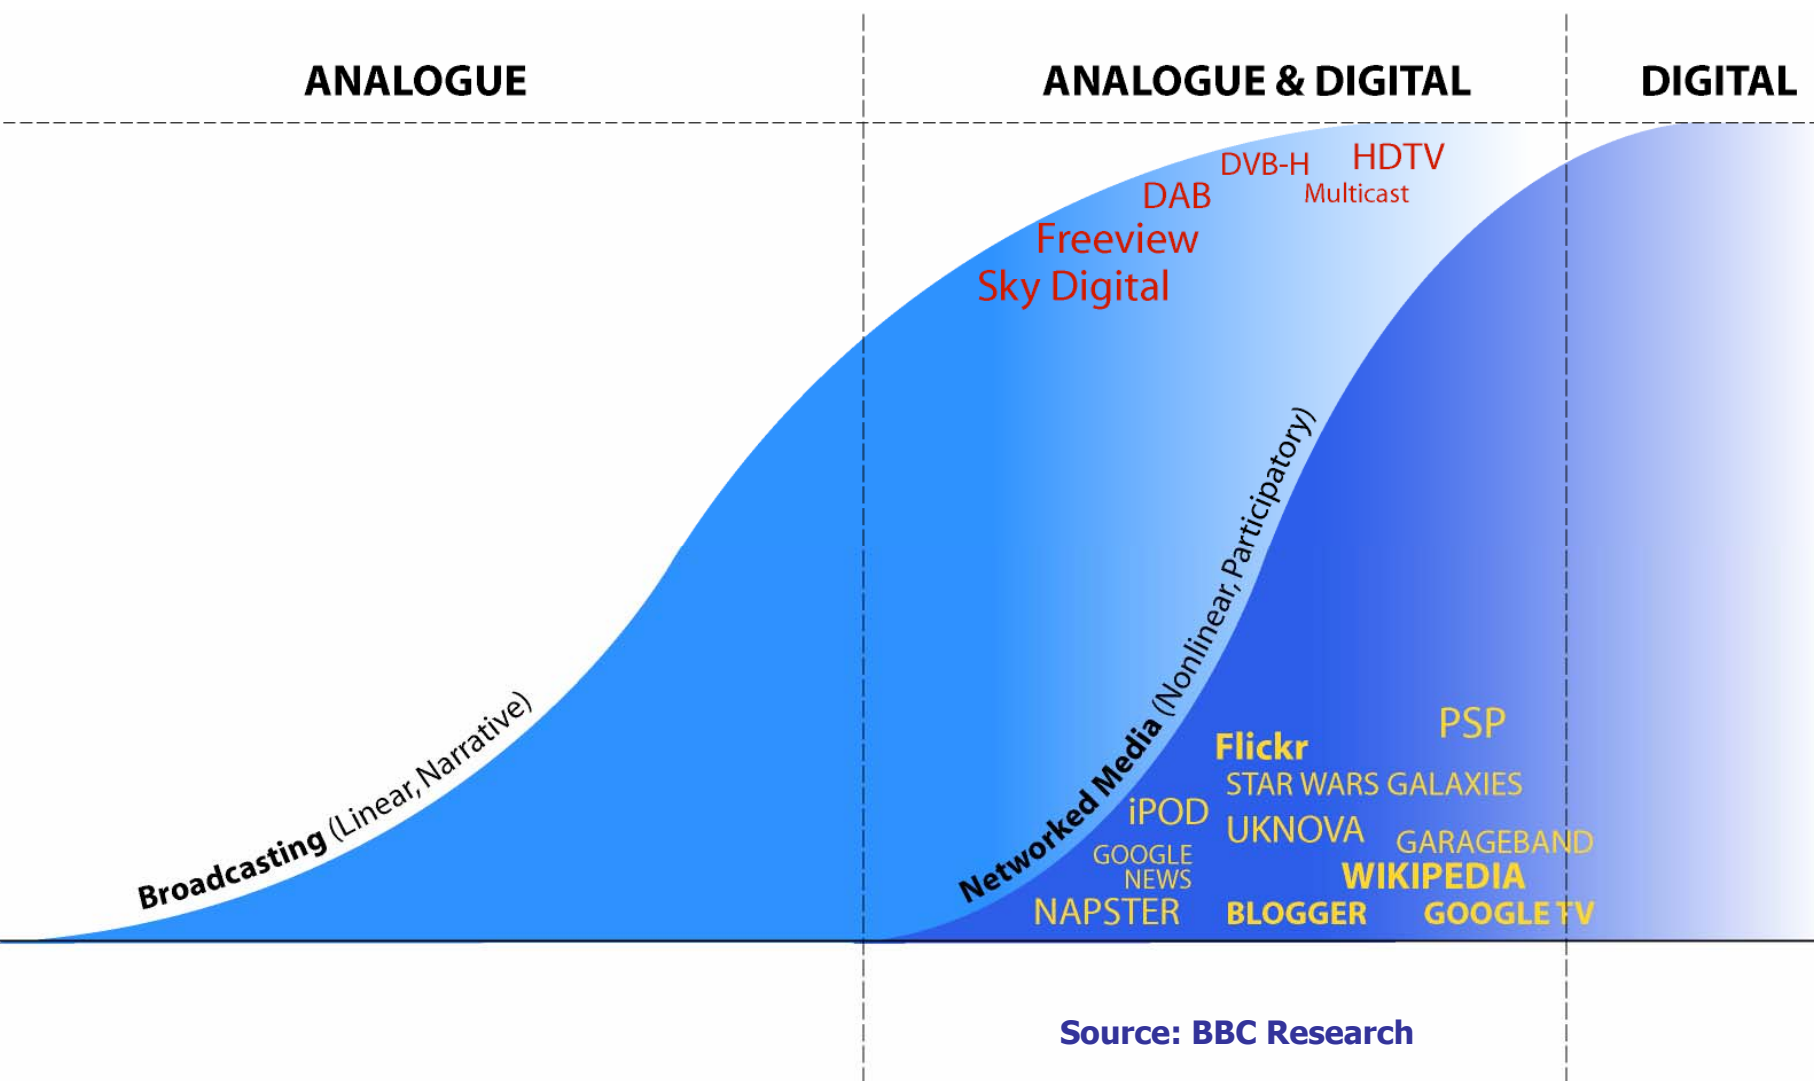 ANALOGUE
ANALOGUE & DIGITAL
DIGITAL
DVB-H
HDTV
DAB
Multicast
Freeview
Sky Digital
Broadcasting (Linear, Narrative)
Networked Media (Nonlinear, Participatory)
PSP
Flickr
STAR WARS GALAXIES
iPOD
UKNOVA
GARAGEBAND
GOOGLE
NEWS
WIKIPEDIA
NAPSTER
BLOGGER
GOOGLE TV
Source: BBC Research